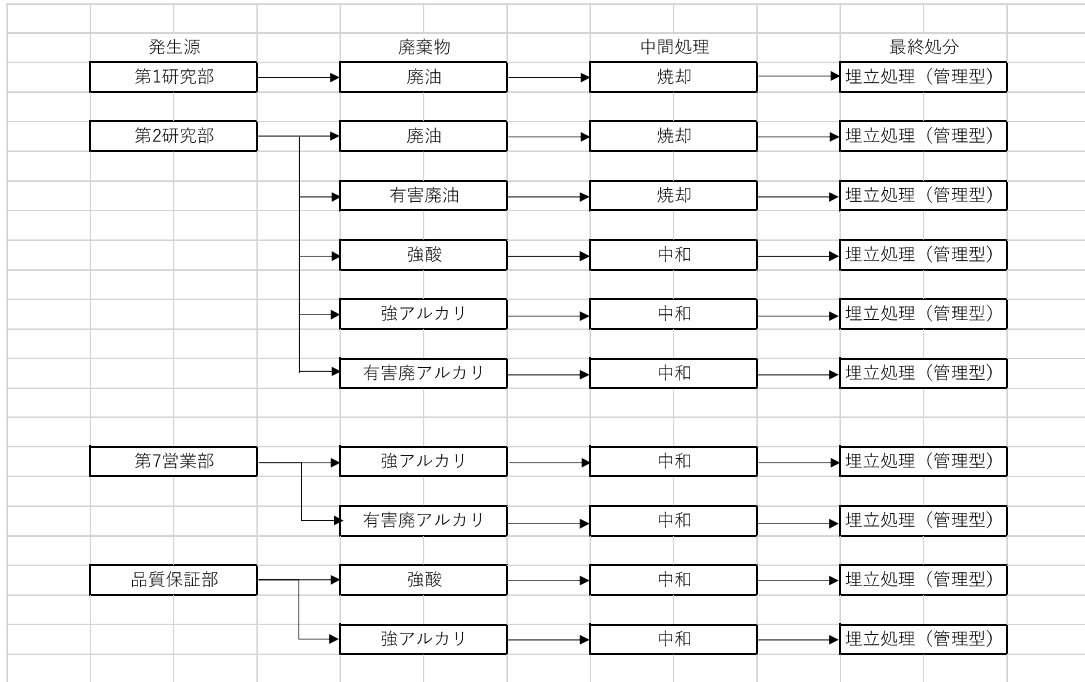 発生源 廃棄物 中間処理 最終処分
第1研究部 廃油 焼却 埋立処理（管理型）
第2研究部 廃油 焼却 埋立処理（管理型）
有害廃油 焼却 埋立処理（管理型）
強酸 中和 埋立処理（管理型）
強アルカリ 中和 埋立処理（管理型）
有害廃アルカリ 中和 埋立処理（管理型）
第7営業部 強アルカリ 中和 埋立処理（管理型）
有害廃アルカリ 中和 埋立処理（管理型）
品質保証部 強酸 中和 埋立処理（管理型）
強アルカリ 中和 埋立処理（管理型）